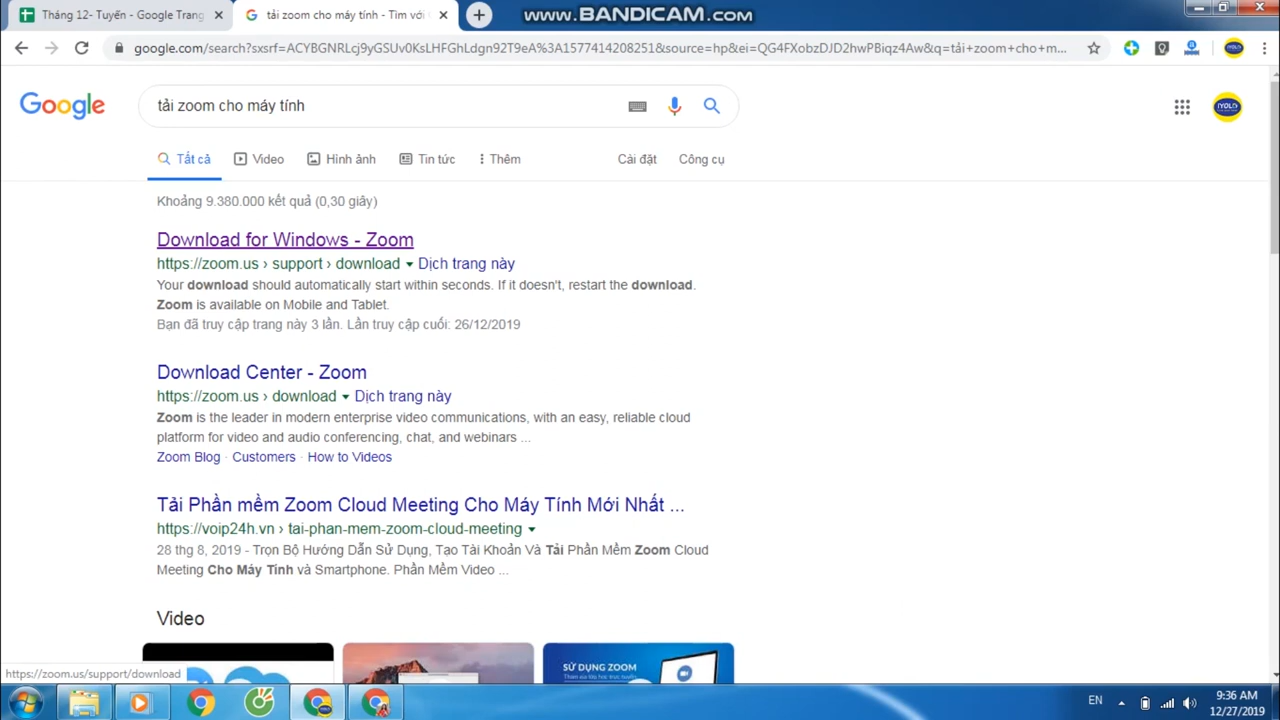 Tháng 12- Tuyến - Google Trang
tải zoom cho máy tính - Tìm với
WWW.BANDICAM.COM
google.com/search?sxsrf=ACYBGNRLcj9yGSUv0KsLHFGhLdgn92T9eA%3A1577414208251&source=hp&ei=QG4FXobzDJD2hwPBiqz4Aw&q=tải+zoom+cho+m...
Google
tải zoom cho máy tính
IYOLO
Tất cả
Video
Hình ảnh
Tin tức
Thêm
Cài đặt
Công cụ
Khoảng 9.380.000 kết quả (0,30 giây)
Download for Windows - Zoom
https://zoom.us › support › download ▾ Dịch trang này
Your download should automatically start within seconds. If it doesn't, restart the download.
Zoom is available on Mobile and Tablet.
Bạn đã truy cập trang này 3 lần. Lần truy cập cuối: 26/12/2019
Download Center - Zoom
https://zoom.us › download ▾ Dịch trang này
Zoom is the leader in modern enterprise video communications, with an easy, reliable cloud
platform for video and audio conferencing, chat, and webinars ...
Zoom Blog · Customers · How to Videos
Tải Phần mềm Zoom Cloud Meeting Cho Máy Tính Mới Nhất ...
https://voip24h.vn › tai-phan-mem-zoom-cloud-meeting ▾
28 thg 8, 2019 - Trọn Bộ Hướng Dẫn Sử Dụng, Tạo Tài Khoản Và Tải Phần Mềm Zoom Cloud
Meeting Cho Máy Tính và Smartphone. Phần Mềm Video ...
Video
SỬ DỤNG ZOOM
https://zoom.us/support/download
EN
9:36 AM
12/27/2019